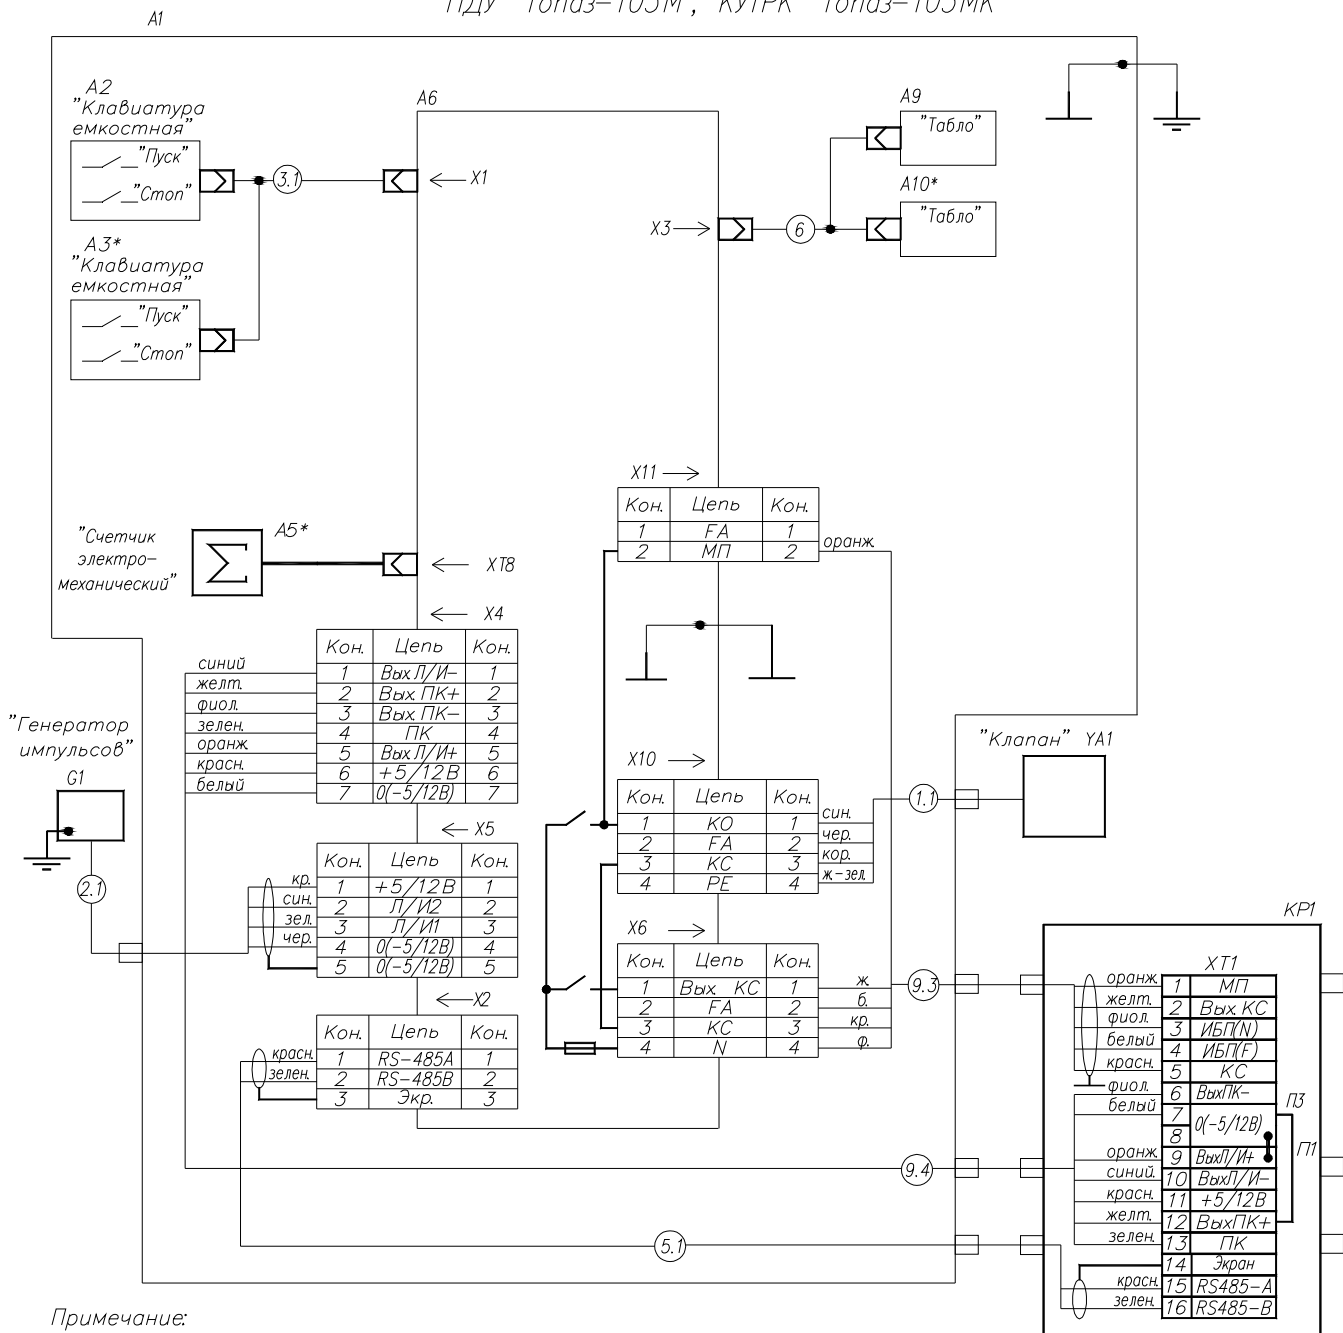 ПДУ "Топаз-103М", КУТРК "Топаз-103МК"
А1
А2
"Клавиатура
емкостная"
"Пуск"
"Стоп"
А3*
"Клавиатура
емкостная"
"Пуск"
"Стоп"
3.1
А6
X1
X3
6
А9
"Табло"
А10*
"Табло"
"Счетчик
электро-
механический"
А5*
XT8
X4
Кон. Цепь Кон.
синий 1 Вых.Л/И- 1
желт. 2 Вых.ПК+ 2
фиол. 3 Вых.ПК- 3
зелен. 4 ПК 4
оранж. 5 Вых.Л/И+ 5
красн. 6 +5/12В 6
белый 7 0(-5/12В) 7
"Генератор
импульсов"
G1
2.1
X5
Кон. Цепь Кон.
кр. 1 +5/12В 1
син. 2 Л/И2 2
зел. 3 Л/И1 3
чер. 4 0(-5/12В) 4
5 0(-5/12В) 5
X2
Кон. Цепь Кон.
красн. 1 RS-485A 1
зелен. 2 RS-485B 2
3 Экр. 3
X11
Кон. Цепь Кон.
1 FA 1
2 МП 2 оранж.
X10
Кон. Цепь Кон.
1 КО 1 син.
2 FA 2 чер.
3 КС 3 кор.
4 PE 4 ж.-зел.
1.1
"Клапан" YA1
X6
Кон. Цепь Кон.
1 Вых. КС 1 ж.
2 FA 2 б.
3 КС 3 кр.
4 N 4 ф.
9.3
9.4
5.1
КР1
XT1
оранж. 1 МП
желт. 2 Вых.КС
фиол. 3 ИБП(N)
белый 4 ИБП(F)
красн. 5 КС
фиол. 6 ВыхПК-
белый 7 0(-5/12В)
8
оранж. 9 ВыхЛ/И+
синий. 10 ВыхЛ/И-
красн. 11 +5/12В
желт. 12 ВыхПК+
зелен. 13 ПК
14 Экран
красн. 15 RS485-A
зелен. 16 RS485-B
П3
П1
Примечание: